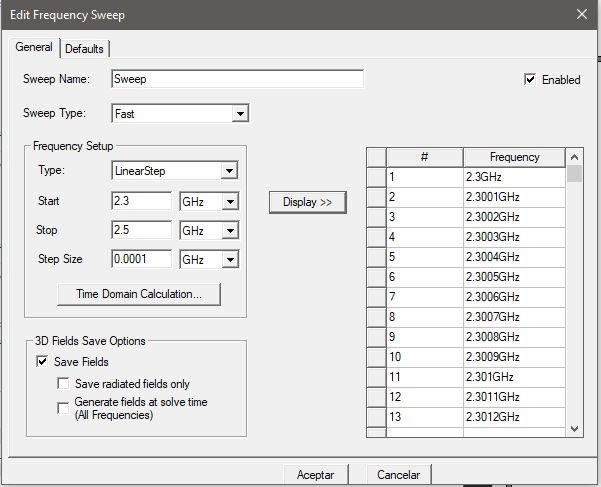 Edit Frequency Sweep
General
Defaults
Sweep Name: Sweep
Enabled
Sweep Type: Fast
Frequency Setup
Type: LinearStep
Start 2.3 GHz
Display >>
Stop 2.5 GHz
Step Size 0.0001 GHz
Time Domain Calculation...
3D Fields Save Options
Save Fields
Save radiated fields only
Generate fields at solve time
(All Frequencies)
# Frequency
1 2.3GHz
2 2.3001GHz
3 2.3002GHz
4 2.3003GHz
5 2.3004GHz
6 2.3005GHz
7 2.3006GHz
8 2.3007GHz
9 2.3008GHz
10 2.3009GHz
11 2.301GHz
12 2.3011GHz
13 2.3012GHz
Aceptar
Cancelar